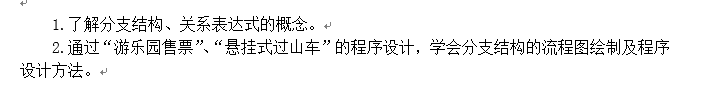 1.了解分支结构、关系表达式的概念。
2.通过“游乐园售票”、“悬挂式过山车”的程序设计，学会分支结构的流程图绘制及程序
设计方法。